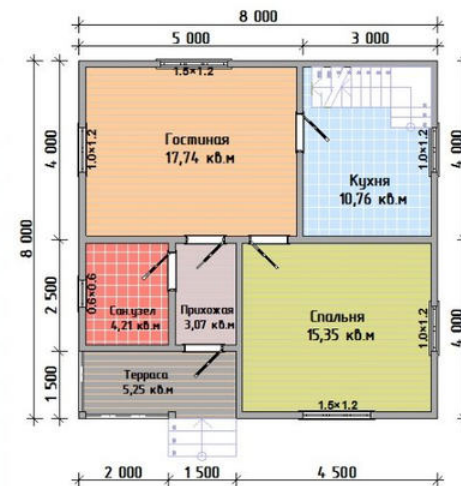 8 000
5 000
3 000
1.5×1.2
8 000
4 000
1.0×1.2
Гостиная
17,74 кв.м
Кухня
10,76 кв.м
1.0×1.2
4 000
2 500
0.6×0.6
Сан.узел
4,21 кв.м
Прихожая
3,07 кв.м
Спальня
15,35 кв.м
1.0×1.2
4 000
1 500
Терраса
5,25 кв.м
1.5×1.2
2 000
1 500
4 500